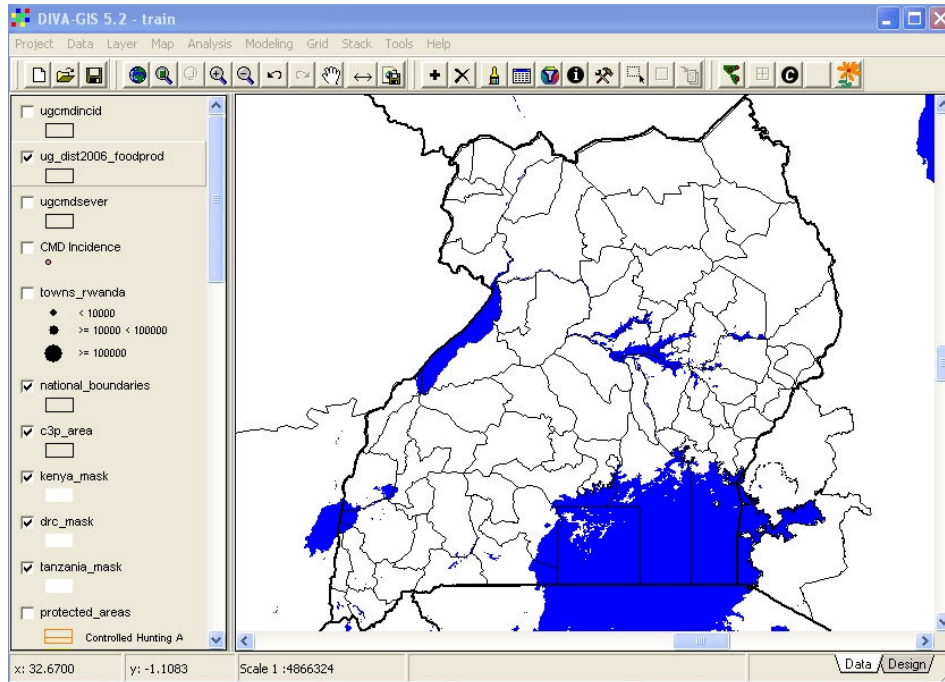 DIVA-GIS 5.2 - train
Project Data Layer Map Analysis Modeling Grid Stack Tools Help
ugcmdincid
ug_dist2006_foodprod
ugcmdsever
CMD Incidence
towns_rwanda
< 10000
>= 10000 < 100000
>= 100000
national_boundaries
c3p_area
kenya_mask
drc_mask
tanzania_mask
protected_areas
Controlled Hunting A
x: 32.6700 y: -1.1083 Scale 1 :4866324 Data Design